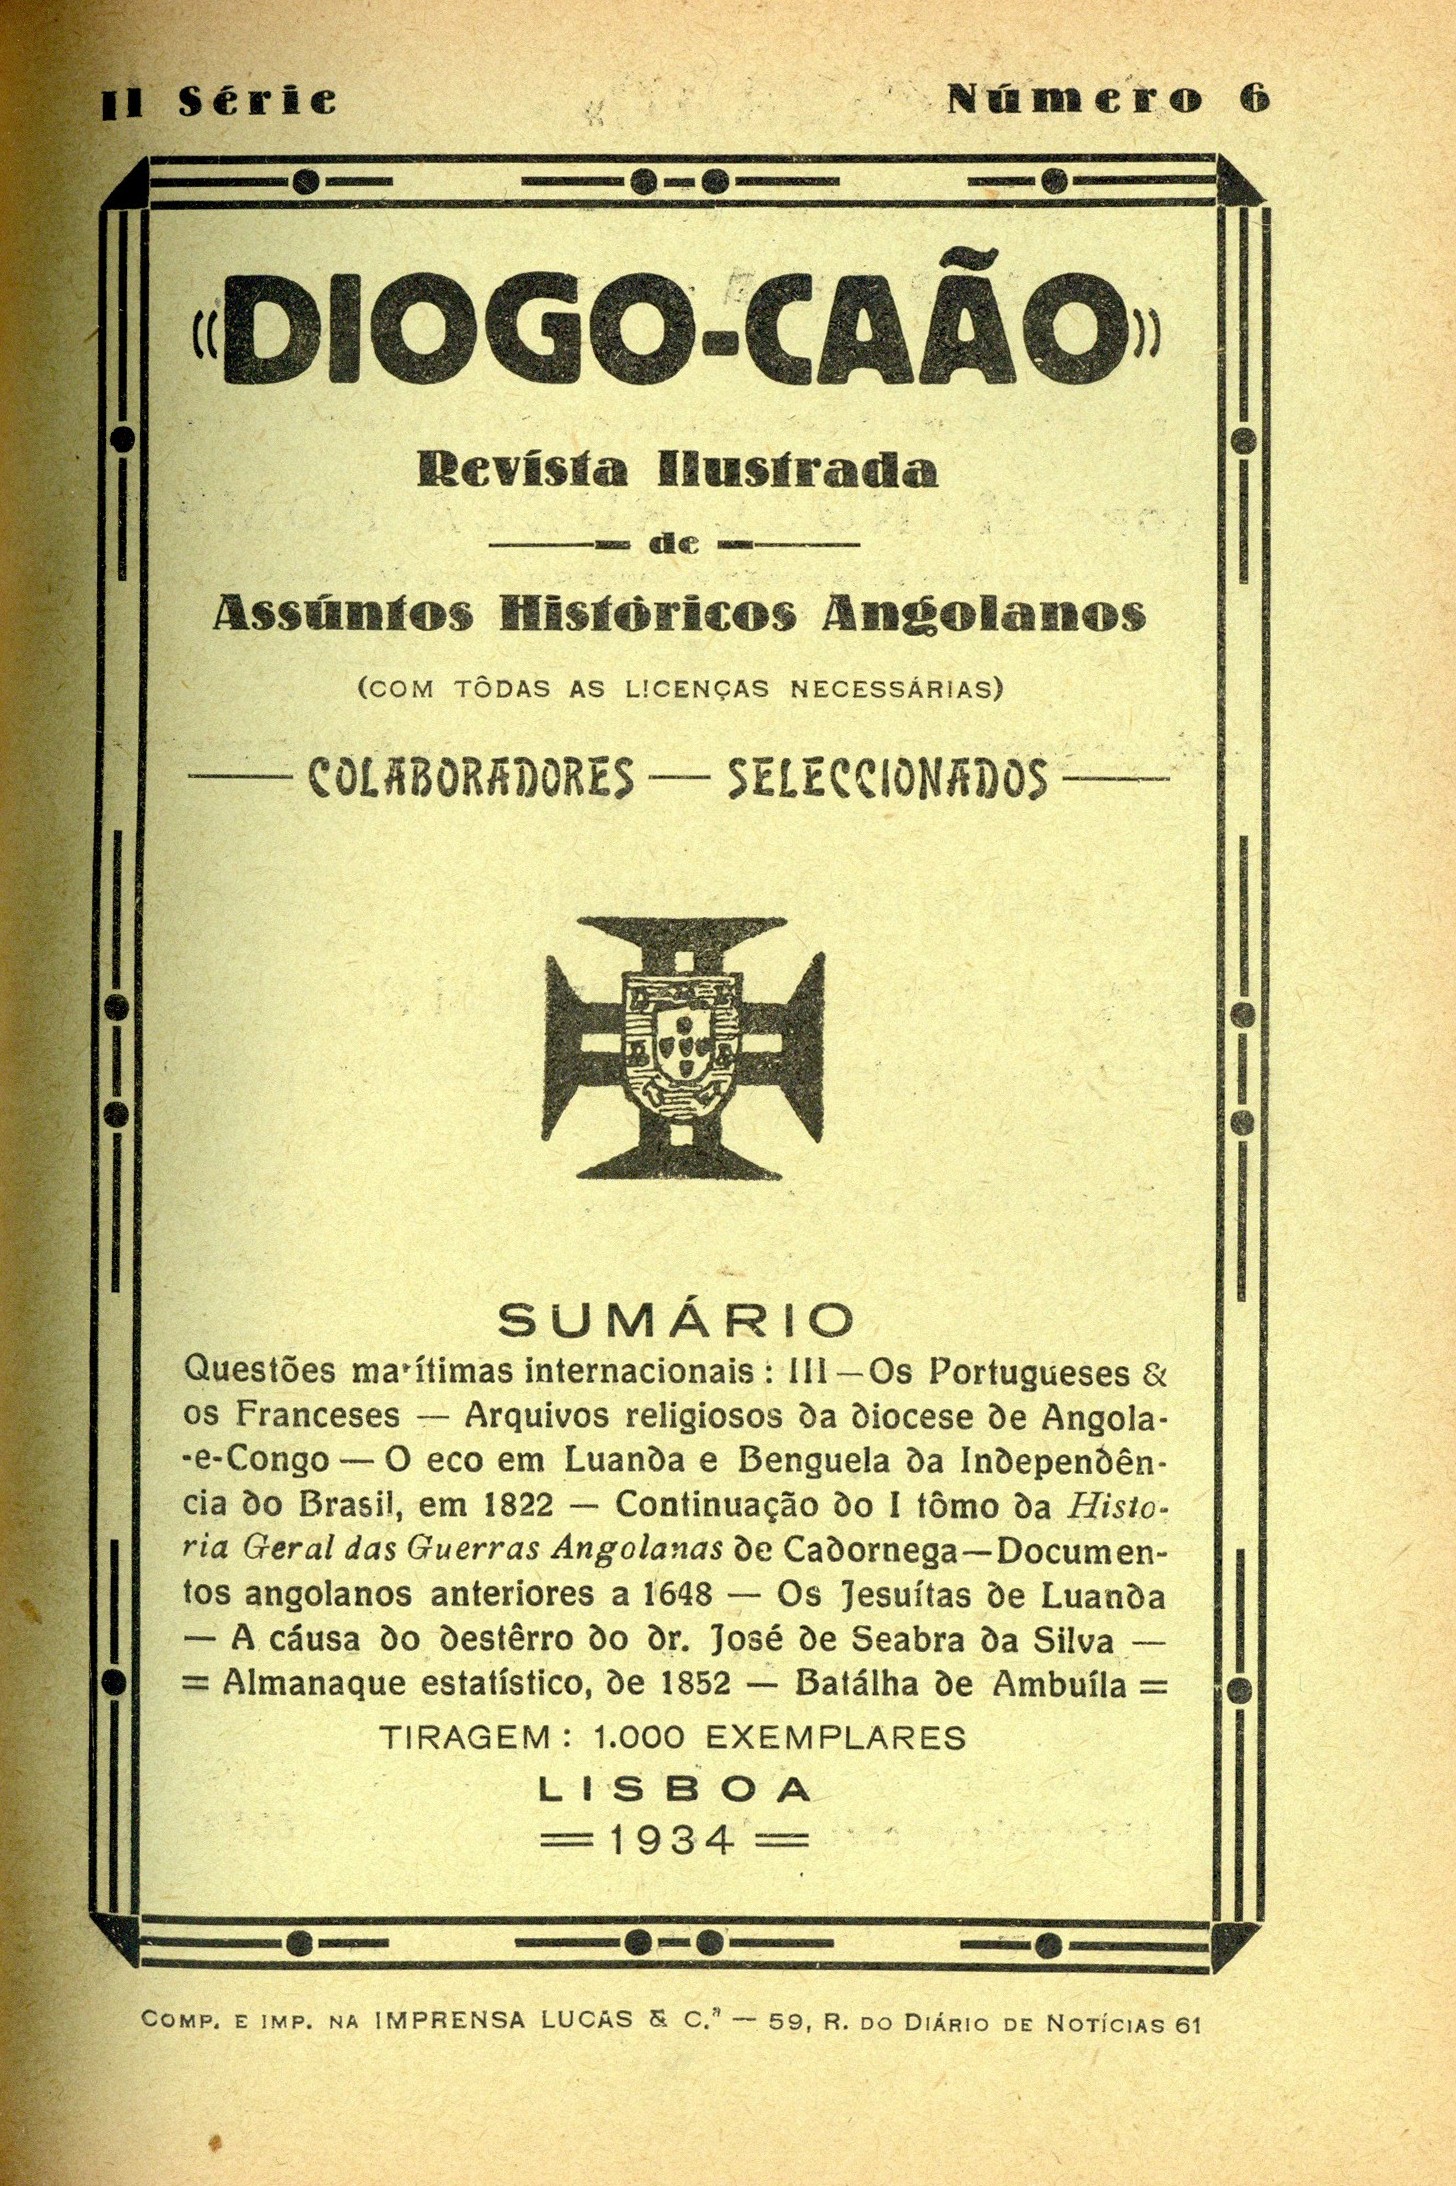 II Série Número 6
«DIOGO-CAÃO»
Revista Ilustrada
de
Assúntos Históricos Angolanos
(COM TÔDAS AS LICENÇAS NECESSÁRIAS)
COLABORADORES — SELECCIONADOS
SUMÁRIO
Questões marítimas internacionais : III — Os Portugueses &
os Franceses — Arquivos religiosos da diocese de Angola-
-e-Congo — O eco em Luanda e Benguela da Independên-
cia do Brasil, em 1822 — Continuação do I tômo da Histo-
ria Geral das Guerras Angolanas de Cadornega—Documen-
tos angolanos anteriores a 1648 — Os Jesuítas de Luanda
— A cáusa do destêrro do dr. José de Seabra da Silva —
= Almanaque estatístico, de 1852 — Batálha de Ambuíla =
TIRAGEM : 1.000 EXEMPLARES
LISBOA
= 1934 =
COMP. E IMP. NA IMPRENSA LUCAS & C.ª — 59, R. DO DIÁRIO DE NOTÍCIAS 61